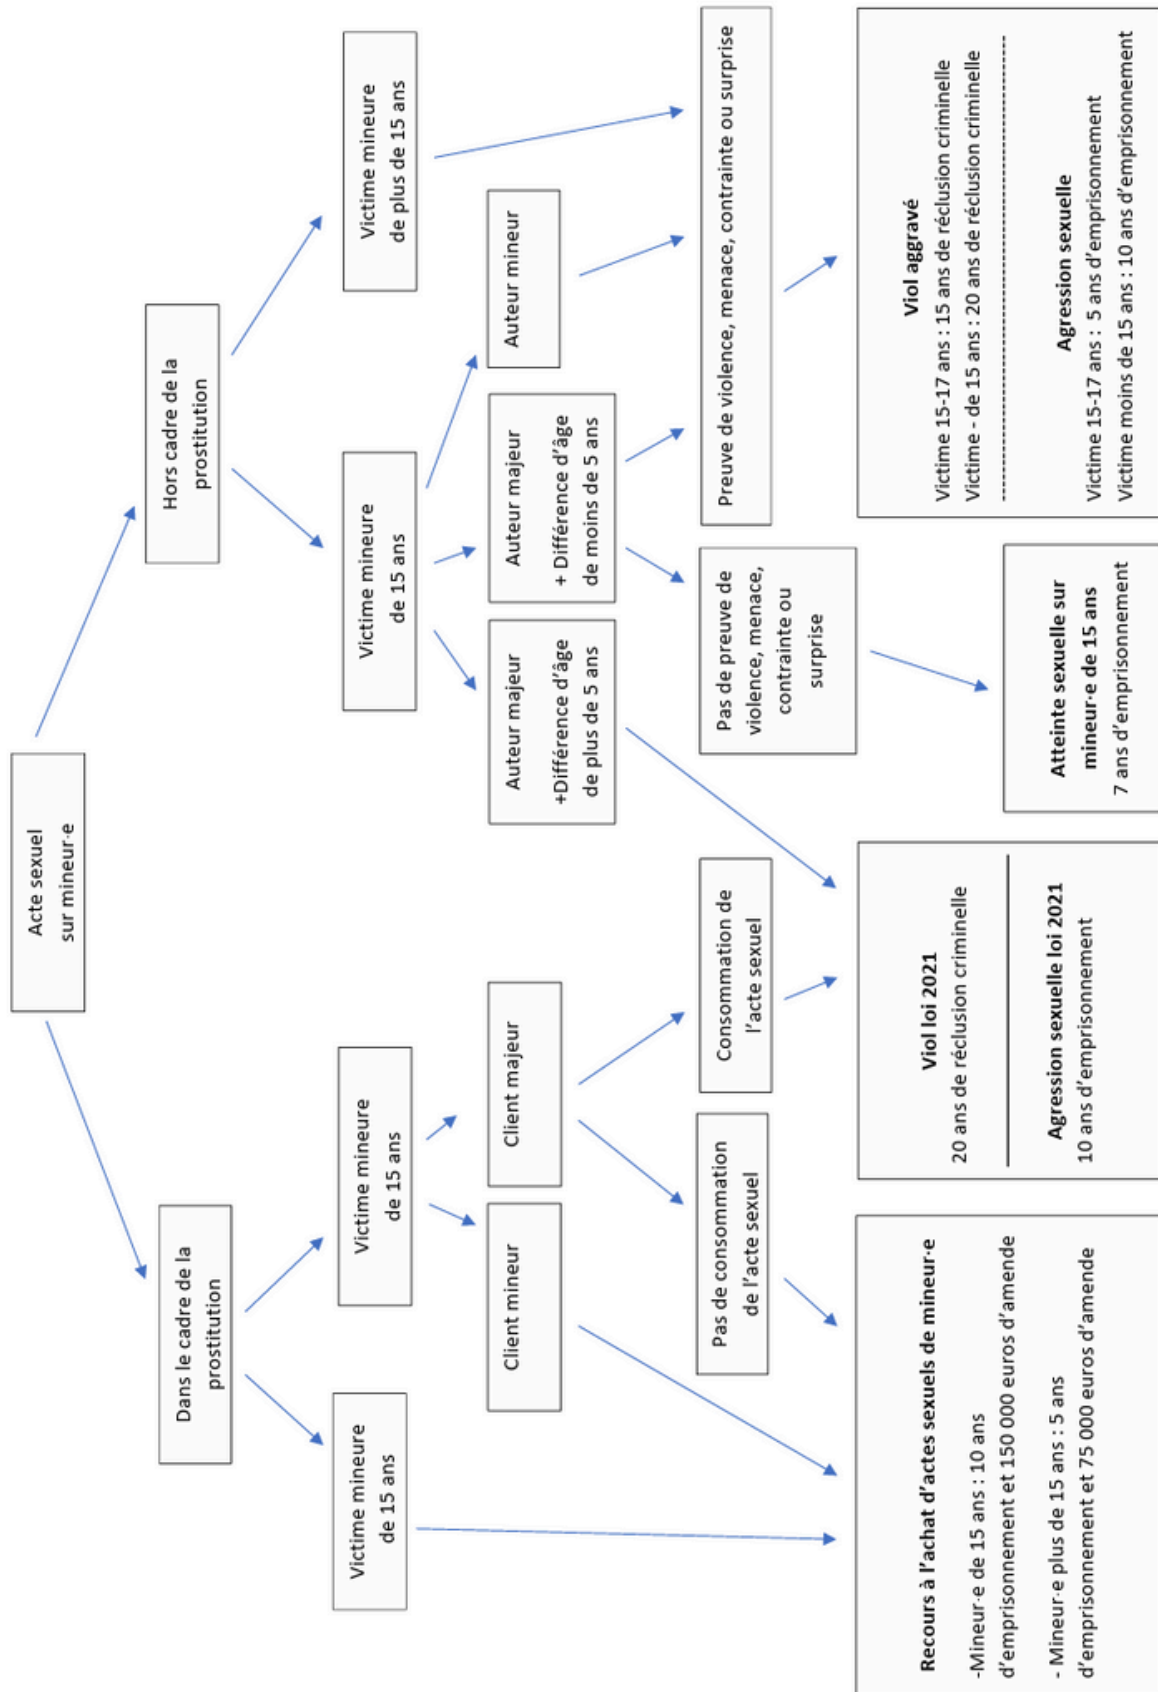 Acte sexuel
sur mineur·e
Dans le cadre de la
prostitution
Hors cadre de la
prostitution
Victime mineure
de 15 ans
Victime mineure
de 15 ans
Victime mineure
de 15 ans
Victime mineure
de plus de 15 ans
Client mineur
Client majeur
Auteur majeur
+Différence d'âge
de plus de 5 ans
Auteur majeur
+ Différence d'âge
de moins de 5 ans
Auteur mineur
Pas de consommation
de l'acte sexuel
Consommation de
l'acte sexuel
Pas de preuve de
violence, menace,
contrainte ou
surprise
Preuve de violence, menace, contrainte ou surprise
Recours à l'achat d'actes sexuels de mineur·e
-Mineur·e de 15 ans : 10 ans
d'emprisonnement et 150 000 euros d'amende
- Mineur·e plus de 15 ans : 5 ans
d'emprisonnement et 75 000 euros d'amende
Viol loi 2021
20 ans de réclusion criminelle
Agression sexuelle loi 2021
10 ans d'emprisonnement
Atteinte sexuelle sur
mineur·e de 15 ans
7 ans d'emprisonnement
Viol aggravé
Victime 15-17 ans : 15 ans de réclusion criminelle
Victime - de 15 ans : 20 ans de réclusion criminelle
Agression sexuelle
Victime 15-17 ans : 5 ans d'emprisonnement
Victime moins de 15 ans : 10 ans d'emprisonnement